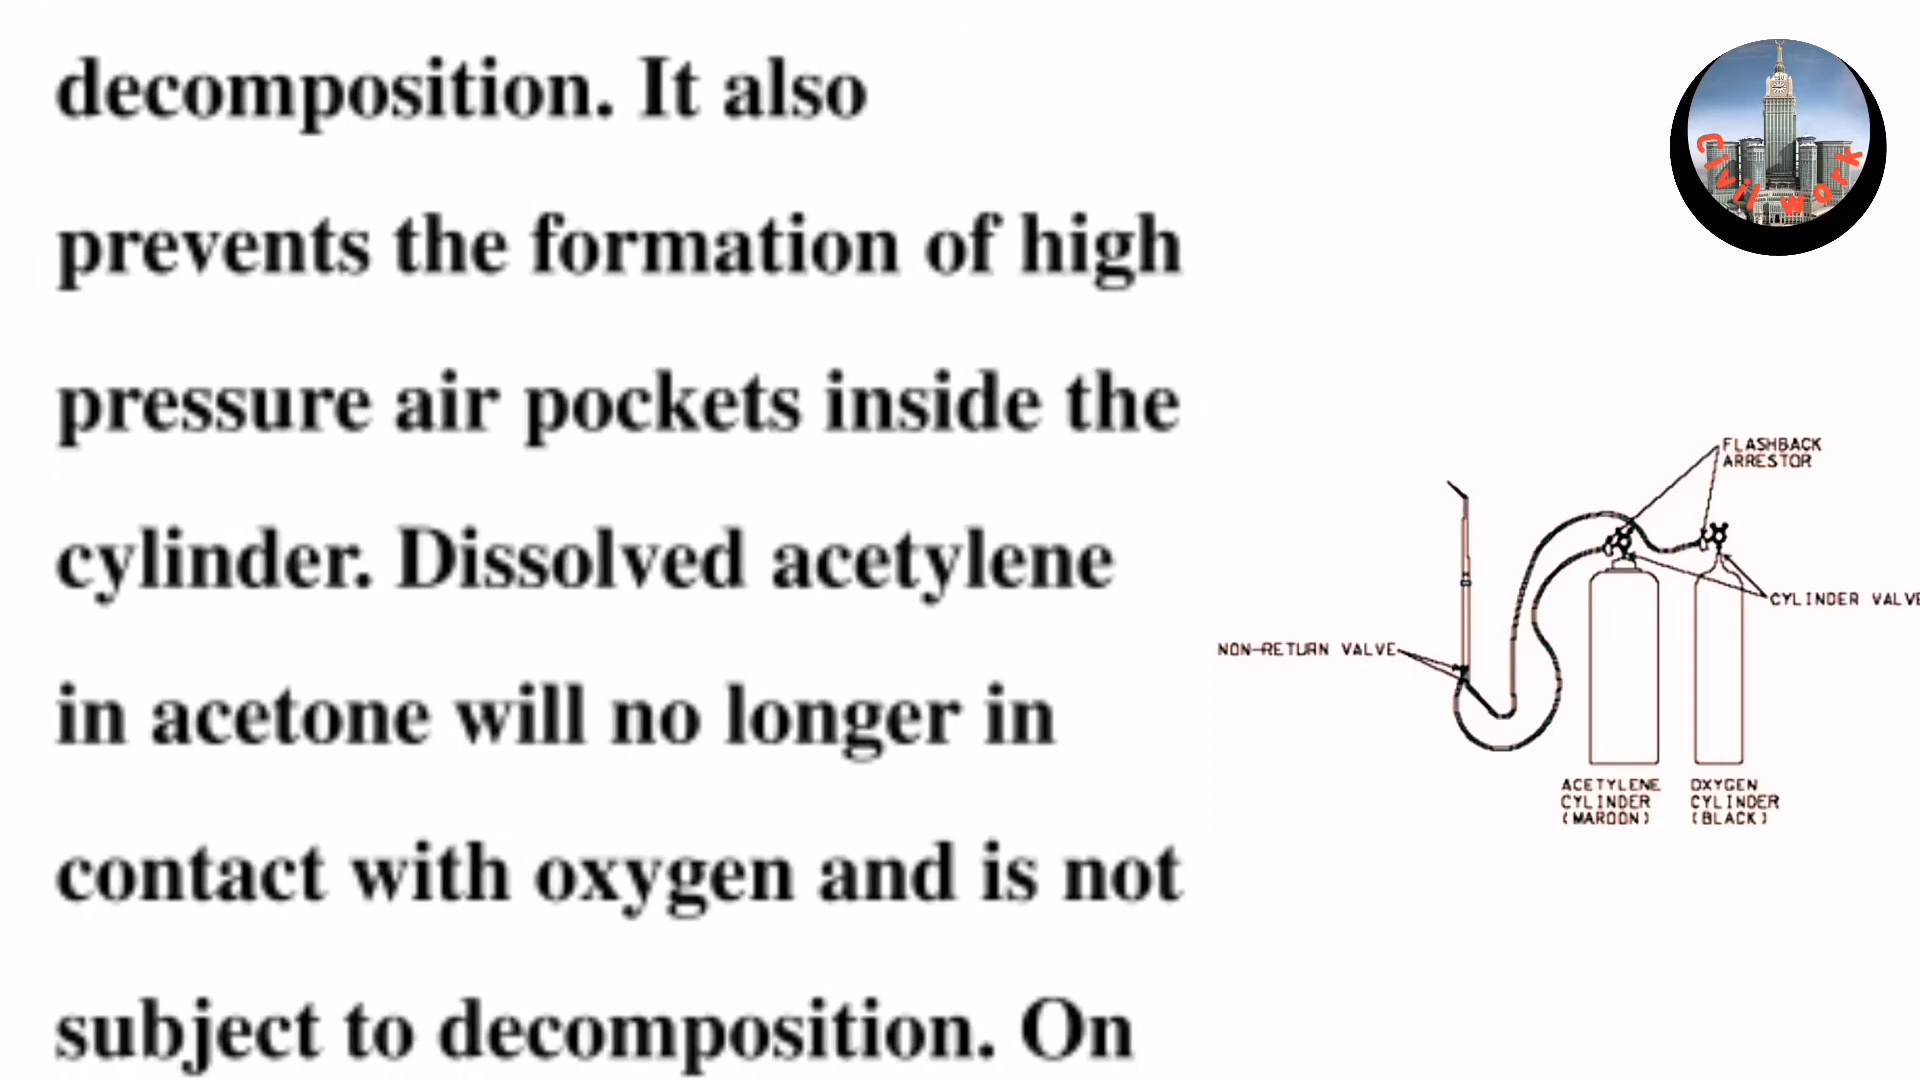 decomposition. It also
prevents the formation of high
pressure air pockets inside the
cylinder. Dissolved acetylene
in acetone will no longer in
contact with oxygen and is not
subject to decomposition. On
Civil work
FLASHBACK
ARRESTOR
CYLINDER VALVE
NON-RETURN VALVE
ACETYLENE
CYLINDER
(MAROON)
OXYGEN
CYLINDER
(BLACK)